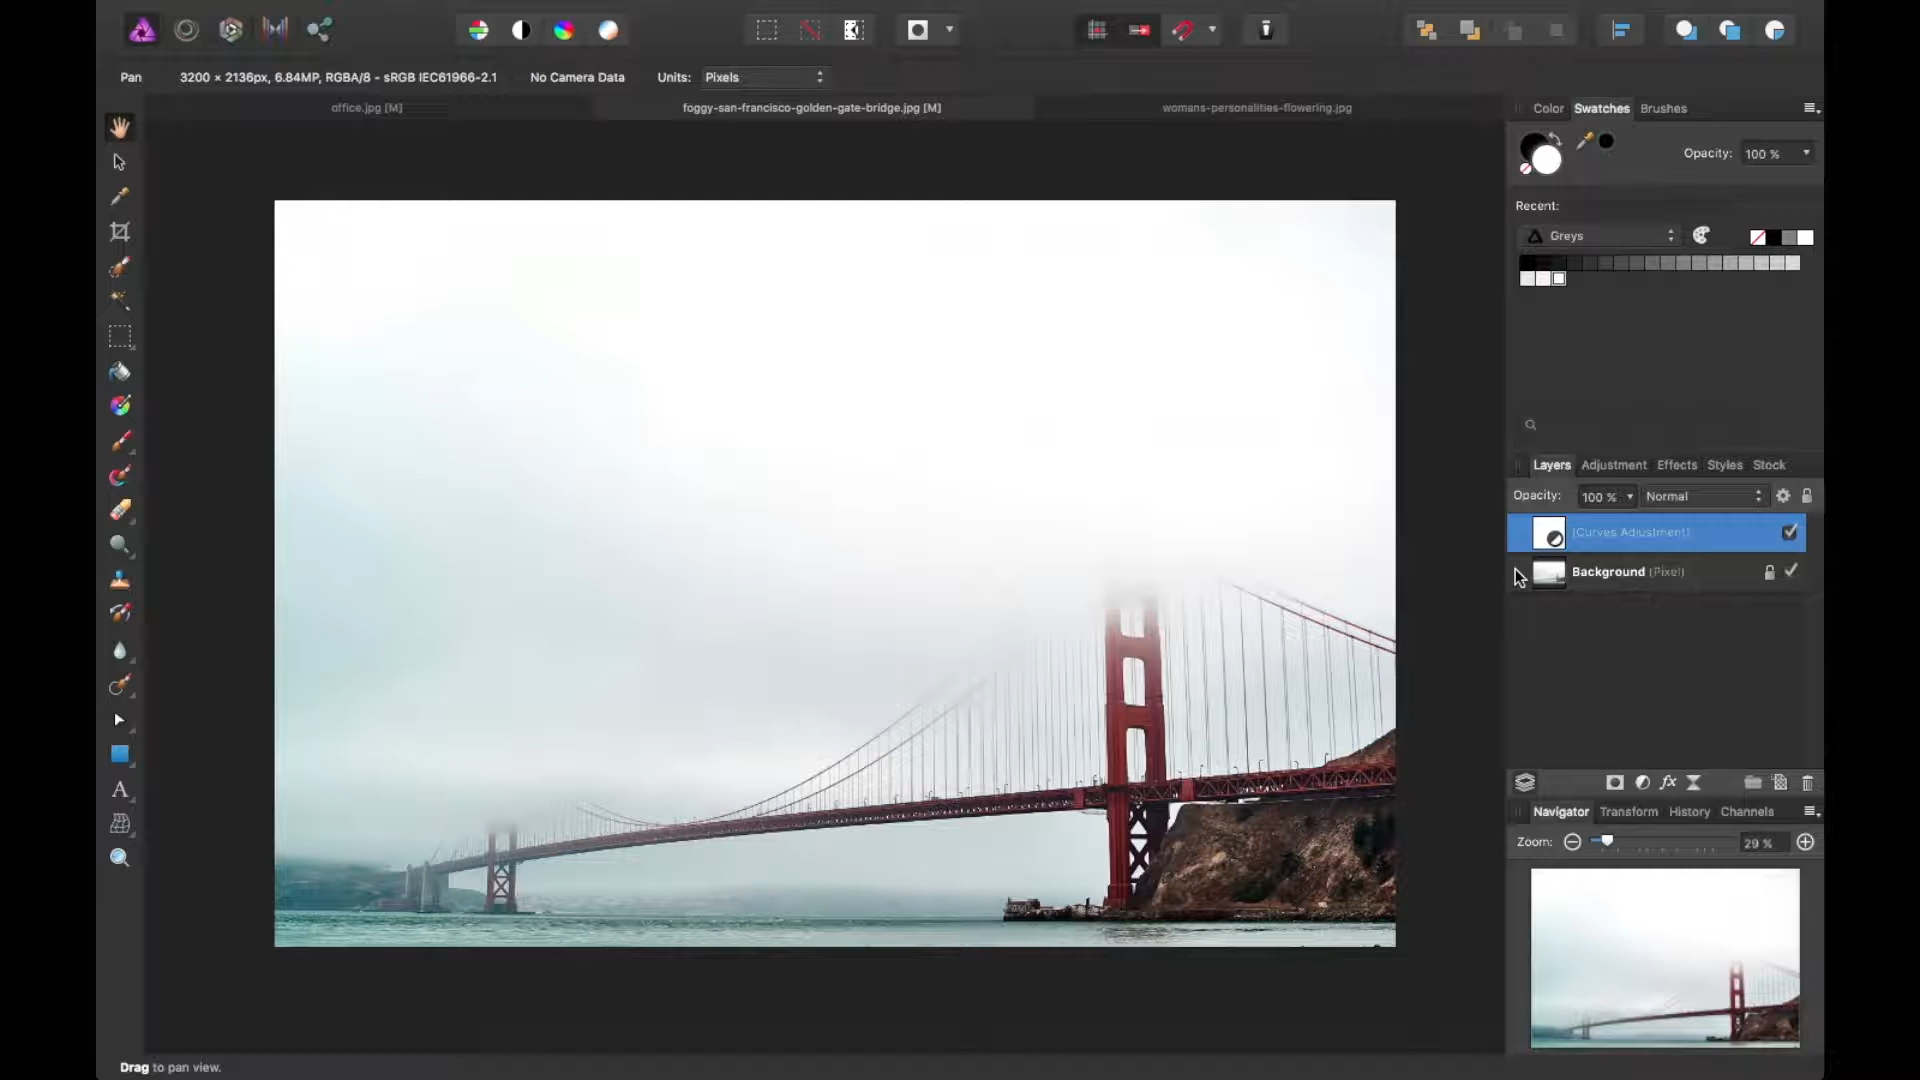 Pan
3200 × 2136px, 6.84MP, RGBA/8 - sRGB IEC61966-2.1
No Camera Data
Units: Pixels
office.jpg [M]
foggy-san-francisco-golden-gate-bridge.jpg [M]
womans-personalities-flowering.jpg
Color Swatches Brushes
Opacity: 100 %
Recent:
Greys
Layers Adjustment Effects Styles Stock
Opacity: 100 % Normal
(Curves Adjustment)
Background (Pixel)
A
fx
Navigator Transform History Channels
Zoom: 29 %
Drag to pan view.